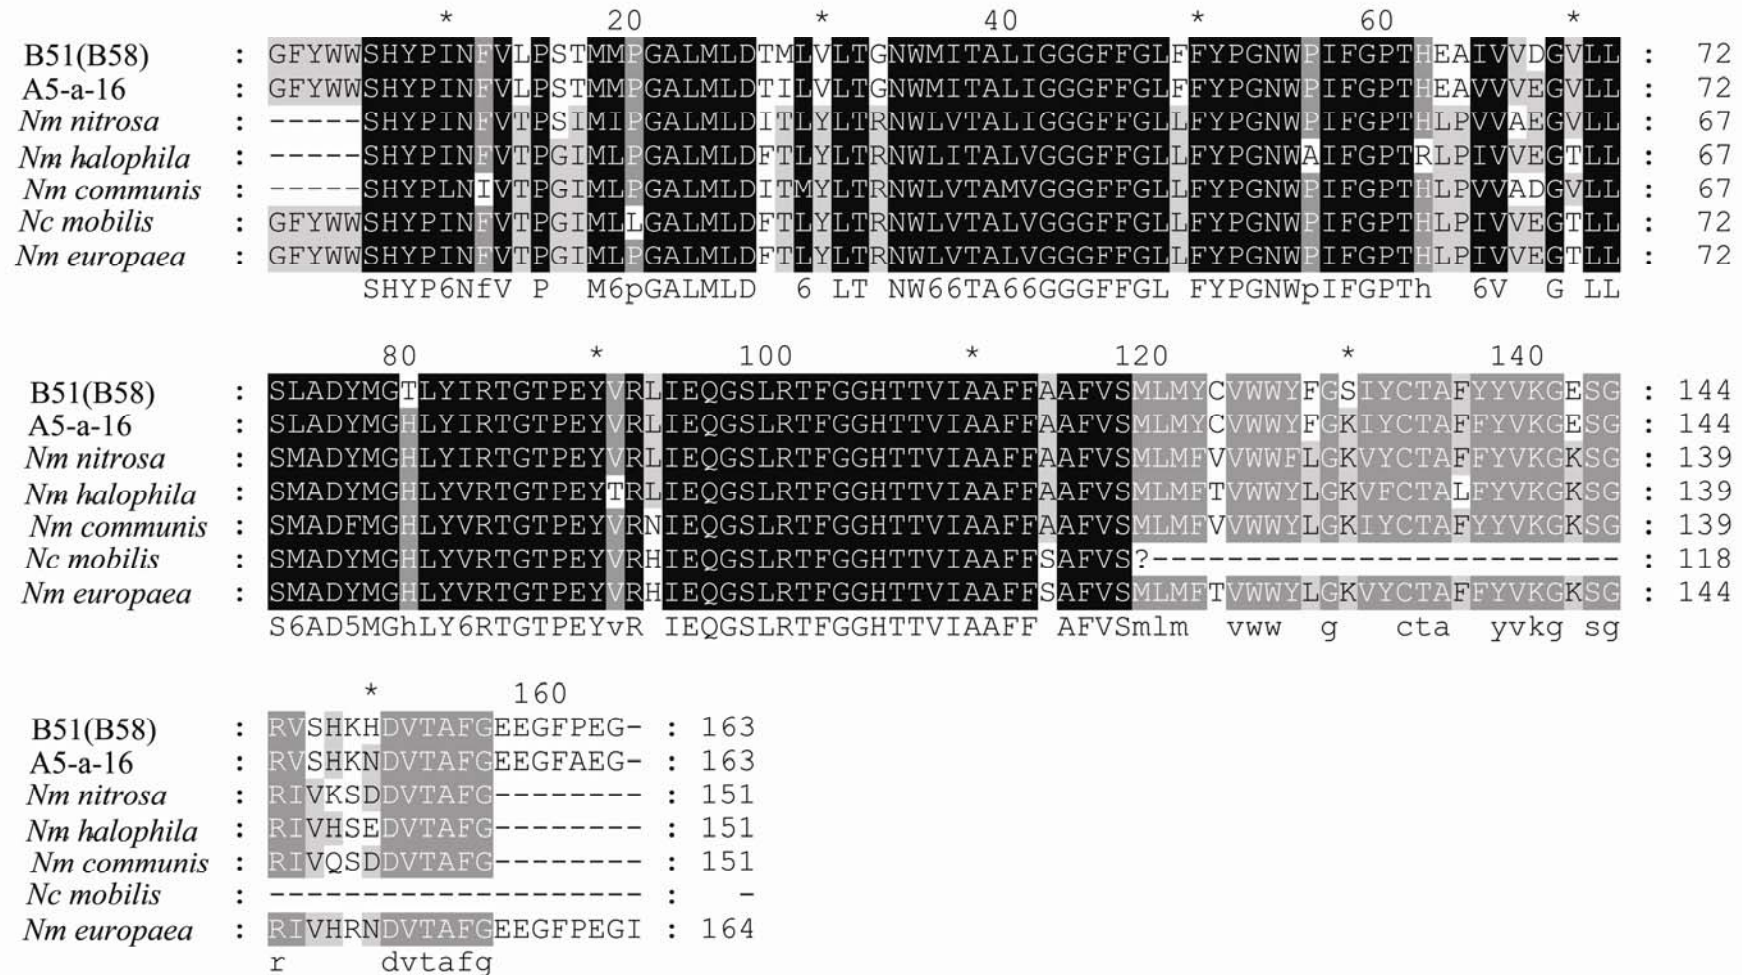 * 20 * 40 * 60 *
B51(B58) : GFYWWSHYPINFVLPSTMMPGALMLDTMLVLTGNWMITALIGGGFFGLFFYPGNWPIFGPTHEAIVVDGVLL : 72
A5-a-16 : GFYWWSHYPINFVLPSTMMPGALMLDTILVLTGNWMITALIGGGFFGLFFYPGNWPIFGPTHEAVVVEGVLL : 72
Nm nitrosa : -----SHYPINFVTPSIMIPGALMLDITLYLTRNWLVTALIGGGFFGLLFYPGNWPIFGPTHLPVVAEGVLL : 67
Nm halophila : -----SHYPINFVTPGIMLPGALMLDFTLYLTRNWLITALVGGGFFGLLFYPGNWAIFGPTRLPIVVEGTLL : 67
Nm communis : -----SHYPLNIVTPGIMLPGALMLDITMYLTRNWLVTAMVGGGFFGLLFYPGNWPIFGPTHLPVVADGVLL : 67
Nc mobilis : GFYWWSHYPINFVTPGIMLLGALMLDFTLYLTRNWLVTALVGGGFFGLLFYPGNWPIFGPTHLPIVVEGTLL : 72
Nm europaea : GFYWWSHYPINFVTPGIMLPGALMLDFTLYLTRNWLVTALVGGGFFGLLFYPGNWPIFGPTHLPIVVEGTLL : 72
SHYP6NfV P M6pGALMLD 6 LT NW66TA66GGGFFGL FYPGNWpIFGPTh 6V G LL
80 * 100 * 120 * 140
B51(B58) : SLADYMGTLYIRTGTPEYVRLIEQGSLRTFGGHTTVIAAFFAAFVSMLMYCVWWYFGSIYCTAFYYVKGESG : 144
A5-a-16 : SLADYMGHLYIRTGTPEYVRLIEQGSLRTFGGHTTVIAAFFAAFVSMLMYCVWWYFGKIYCTAFYYVKGESG : 144
Nm nitrosa : SMADYMGHLYIRTGTPEYVRLIEQGSLRTFGGHTTVIAAFFAAFVSMLMFVVWWFLGKVYCTAFFYVKGKSG : 139
Nm halophila : SMADYMGHLYVRTGTPEYTRLIEQGSLRTFGGHTTVIAAFFAAFVSMLMFTVWWYLGKVFCTALFYVKGKSG : 139
Nm communis : SMADFMGHLYVRTGTPEYVRNIEQGSLRTFGGHTTVIAAFFAAFVSMLMFVVWWYLGKIYCTAFYYVKGKSG : 139
Nc mobilis : SMADYMGHLYVRTGTPEYVRHIEQGSLRTFGGHTTVIAAFFSAFVS?------------------------- : 118
Nm europaea : SMADYMGHLYVRTGTPEYVRHIEQGSLRTFGGHTTVIAAFFSAFVSMLMFTVWWYLGKVYCTAFFYVKGKSG : 144
S6AD5MGhLY6RTGTPEYvR IEQGSLRTFGGHTTVIAAFF AFVSmlm vww g cta yvkg sg
* 160
B51(B58) : RVSHKHDVTAFGEEGFPEG- : 163
A5-a-16 : RVSHKNDVTAFGEEGFAEG- : 163
Nm nitrosa : RIVKSDDVTAFG-------- : 151
Nm halophila : RIVHSEDVTAFG-------- : 151
Nm communis : RIVQSDDVTAFG-------- : 151
Nc mobilis : -------------------- : -
Nm europaea : RIVHRNDVTAFGEEGFPEGI : 164
r dvtafg